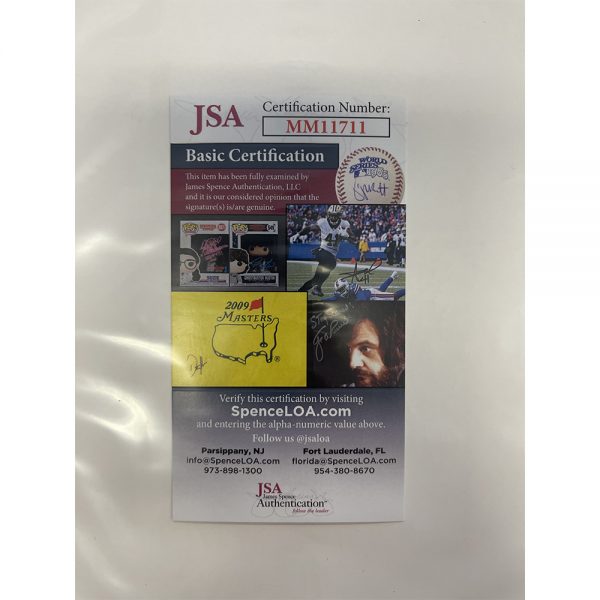 JSA
Certification Number:
MM11711
Basic Certification
This item has been fully examined by
James Spence Authentication, LLC
and it is our considered opinion that the
signature(s) is/are genuine.
WORLD
SERIES
2009
MASTERS
®
Verify this certification by visiting
SpenceLOA.com
and entering the alpha-numeric value above.
Follow us @jsaloa
Parsippany, NJ
info@SpenceLOA.com
973-898-1300
Fort Lauderdale, FL
florida@SpenceLOA.com
954-380-8670
JSA
James Spence
Authentication
follow the leader